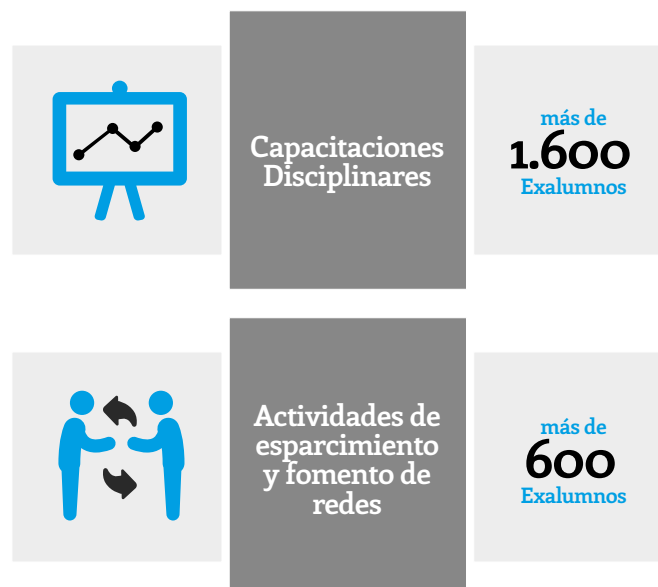 Capacitaciones
Disciplinares
más de
1.600
Exalumnos
Actividades de
esparcimiento
y fomento de
redes
más de
600
Exalumnos